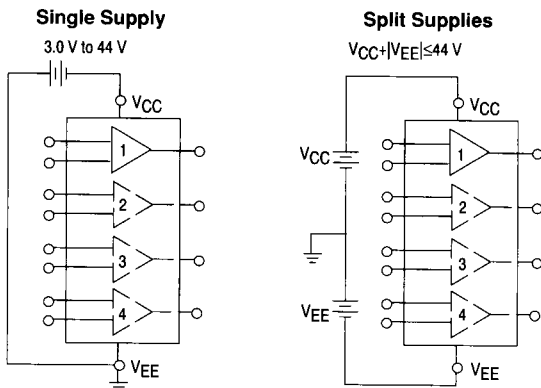 Single Supply
3.0 V to 44 V
VCC
1
2
3
4
VEE
Split Supplies
VCC+|VEE|≤44 V
VCC
VCC
1
2
3
4
VEE
VEE